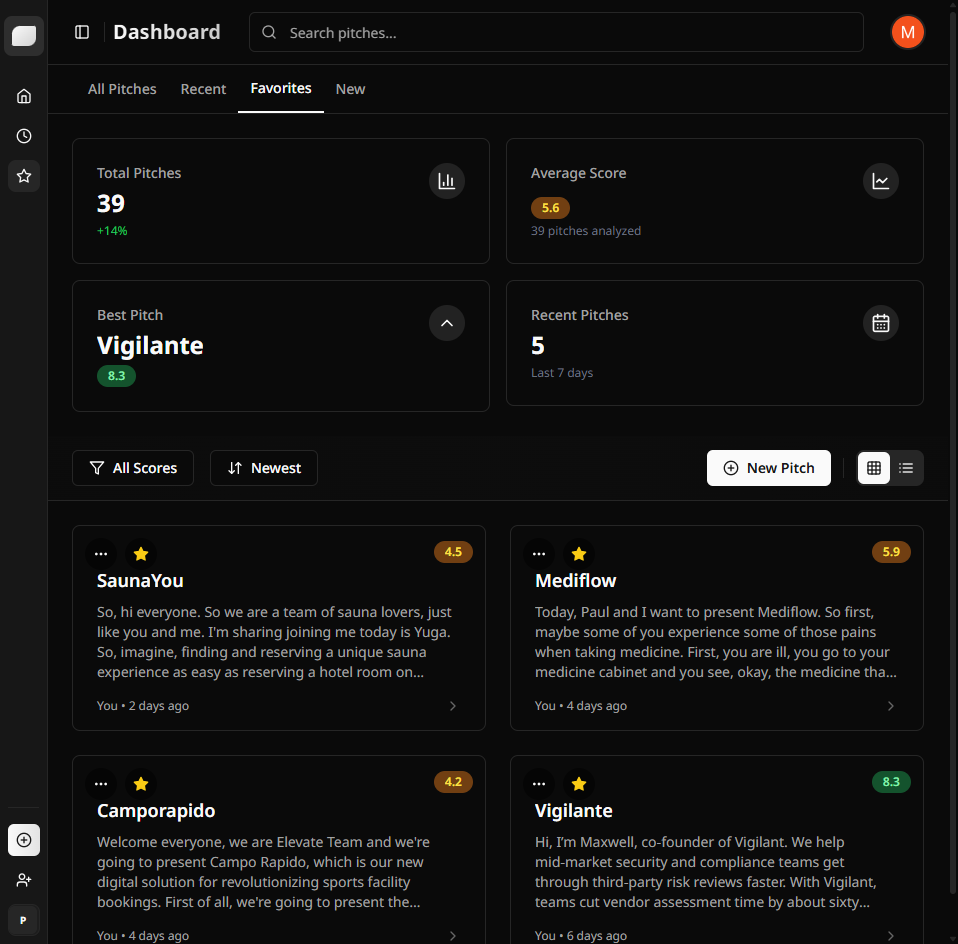 Dashboard
Search pitches...
M
All Pitches
Recent
Favorites
New
Total Pitches
39
+14%
Average Score
5.6
39 pitches analyzed
Best Pitch
Vigilante
8.3
Recent Pitches
5
Last 7 days
All Scores
Newest
New Pitch
4.5
SaunaYou
So, hi everyone. So we are a team of sauna lovers, just
like you and me. I'm sharing joining me today is Yuga.
So, imagine, finding and reserving a unique sauna
experience as easy as reserving a hotel room on...
You • 2 days ago
5.9
Mediflow
Today, Paul and I want to present Mediflow. So first,
maybe some of you experience some of those pains
when taking medicine. First, you are ill, you go to your
medicine cabinet and you see, okay, the medicine tha...
You • 4 days ago
4.2
Camporapido
Welcome everyone, we are Elevate Team and we're
going to present Campo Rapido, which is our new
digital solution for revolutionizing sports facility
bookings. First of all, we're going to present the...
You • 4 days ago
8.3
Vigilante
Hi, I’m Maxwell, co-founder of Vigilant. We help
mid-market security and compliance teams get
through third-party risk reviews faster. With Vigilant,
teams cut vendor assessment time by about sixty...
You • 6 days ago
P